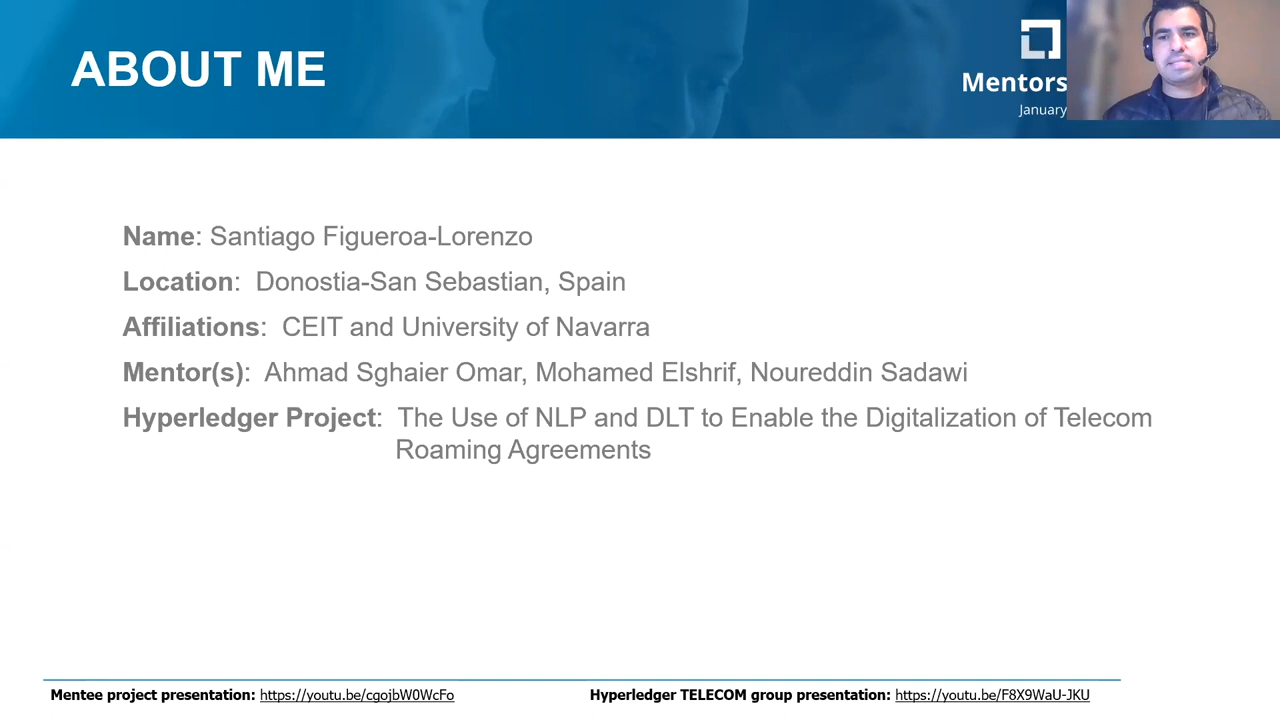 ABOUT ME
Mentors
January
Name: Santiago Figueroa-Lorenzo
Location: Donostia-San Sebastian, Spain
Affiliations: CEIT and University of Navarra
Mentor(s): Ahmad Sghaier Omar, Mohamed Elshrif, Noureddin Sadawi
Hyperledger Project: The Use of NLP and DLT to Enable the Digitalization of Telecom
Roaming Agreements
Mentee project presentation: https://youtu.be/cgojbW0WcFo
Hyperledger TELECOM group presentation: https://youtu.be/F8X9WaU-JKU